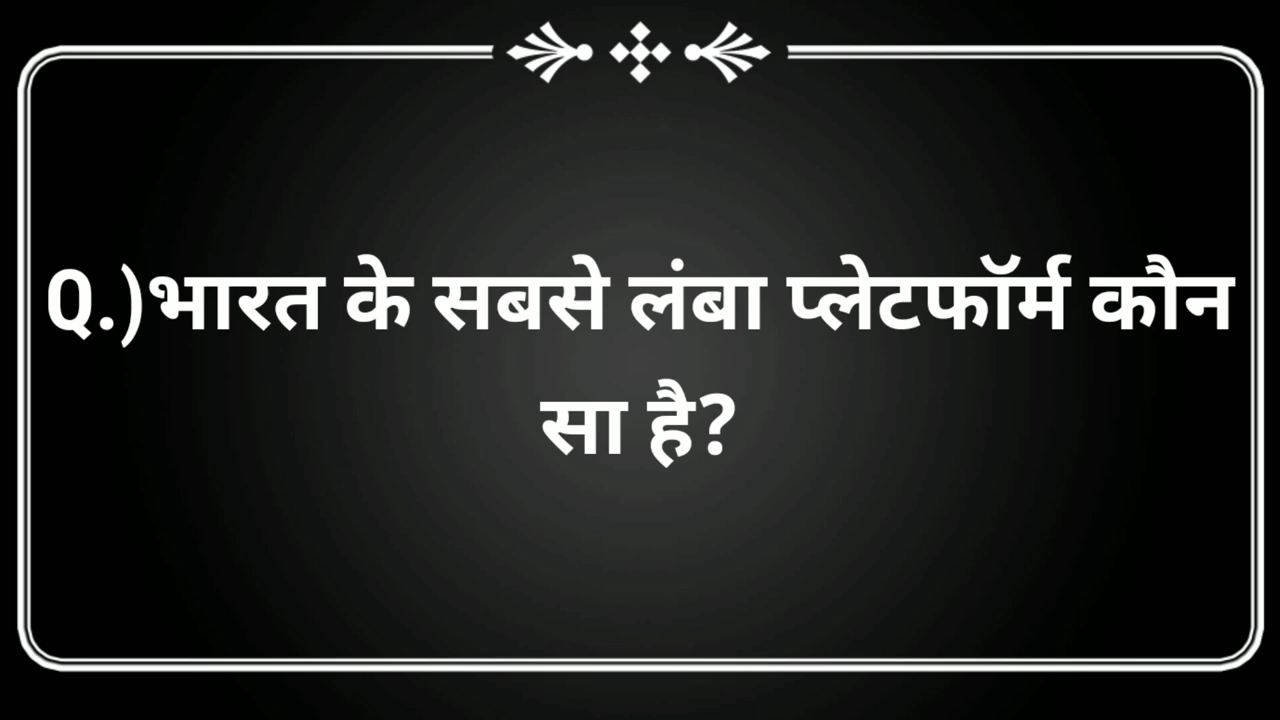 Q.)भारत के सबसे लंबा प्लेटफॉर्म कौन
सा है?